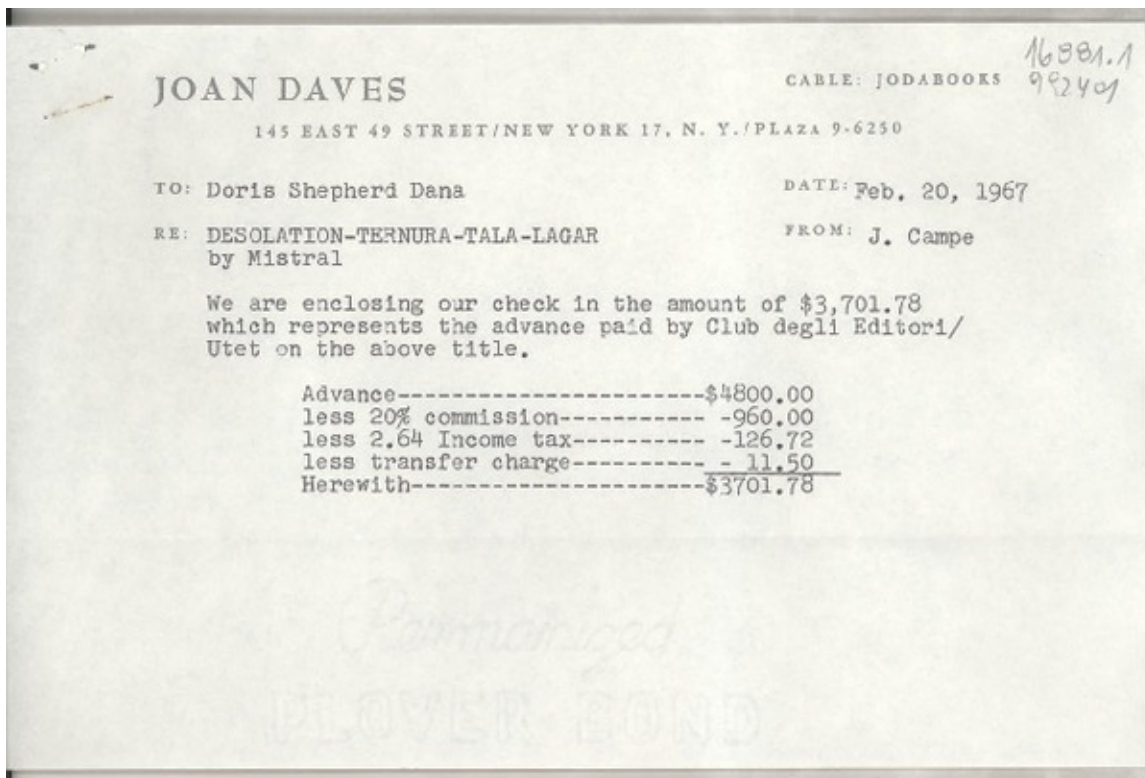 16881.1
992401
JOAN DAVES
CABLE: JODABOOKS
145 EAST 49 STREET/NEW YORK 17, N. Y./PLAZA 9-6250
TO: Doris Shepherd Dana
DATE: Feb. 20, 1967
RE: DESOLATION-TERNURA-TALA-LAGAR
FROM: J. Campe
by Mistral
We are enclosing our check in the amount of $3,701.78
which represents the advance paid by Club degli Editori/
Utet on the above title.
Advance-----------------------$4800.00
less 20% commission----------- -960.00
less 2.64 Income tax---------- -126.72
less transfer charge---------- - 11.50
Herewith----------------------$3701.78
Permanized
PLOVER BOND